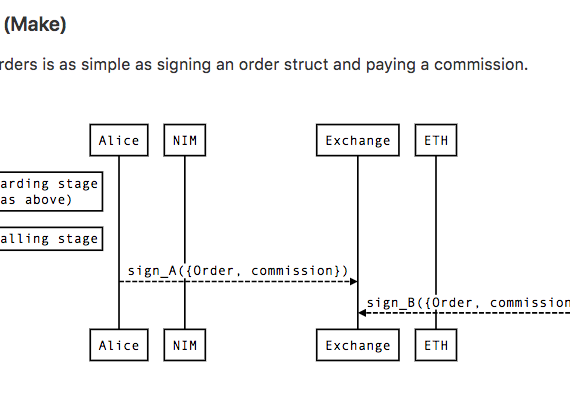 (Make)
rders is as simple as signing an order struct and paying a commission.
Alice NIM Exchange ETH
arding stage
as above)
alling stage
sign_A({Order, commission})
sign_B({Order, commission
Alice NIM Exchange ETH